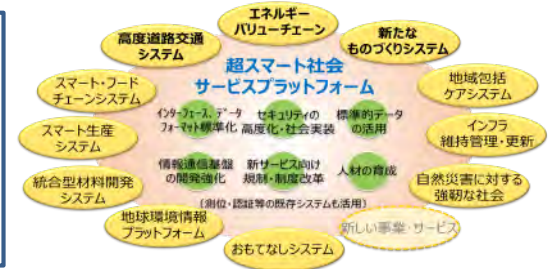 エネルギー
バリューチェーン
高度道路交通
システム
新たな
ものづくりシステム
超スマート社会
サービスプラットフォーム
スマート・フード
チェーンシステム
地域包括
ケアシステム
インターフェース、データ
フォーマット標準化
セキュリティの
高度化・社会実装
標準的データ
の活用
スマート生産
システム
インフラ
維持管理・更新
情報通信基盤
の開発強化
新サービス向け
規制・制度改革
人材の育成
統合型材料開発
システム
自然災害に対する
強靭な社会
(測位・認証等の既存システムも活用)
地球環境情報
プラットフォーム
新しい事業・サービス
おもてなしシステム